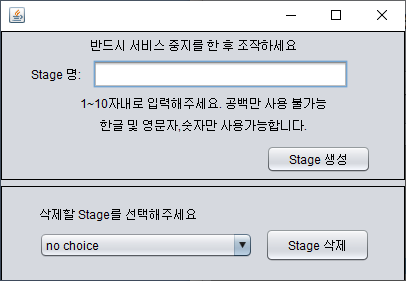 반드시 서비스 중지를 한 후 조작하세요
Stage 명:
1~10자내로 입력해주세요. 공백만 사용 불가능
한글 및 영문자,숫자만 사용가능합니다.
Stage 생성
삭제할 Stage를 선택해주세요
no choice
Stage 삭제